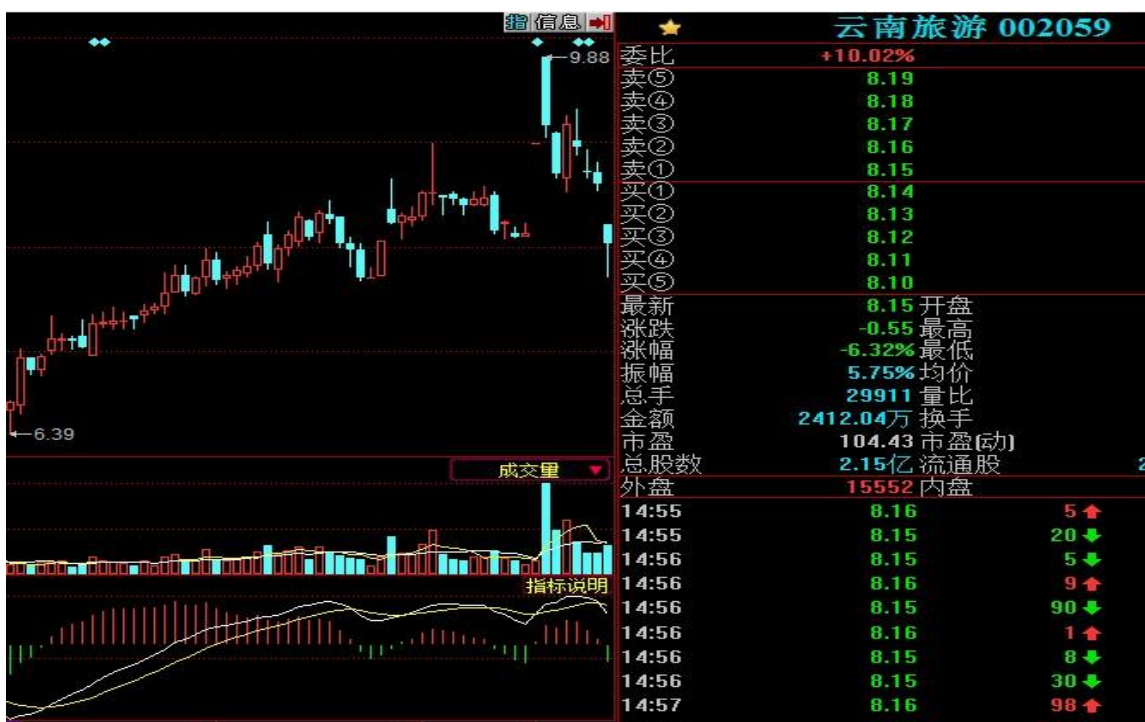 指 信息
云南旅游 002059
9.88
6.39
成交量
指标说明
委比 +10.02%
卖⑤ 8.19
卖④ 8.18
卖③ 8.17
卖② 8.16
卖① 8.15
买① 8.14
买② 8.13
买③ 8.12
买④ 8.11
买⑤ 8.10
最新 8.15 开盘
涨跌 -0.55 最高
涨幅 -6.32% 最低
振幅 5.75% 均价
总手 29911 量比
金额 2412.04万 换手
市盈 104.43 市盈(动)
总股数 2.15亿 流通股 2
外盘 15552 内盘
14:55 8.16 5
14:55 8.15 20
14:56 8.15 5
14:56 8.16 9
14:56 8.15 90
14:56 8.16 1
14:56 8.15 8
14:56 8.15 30
14:57 8.16 98